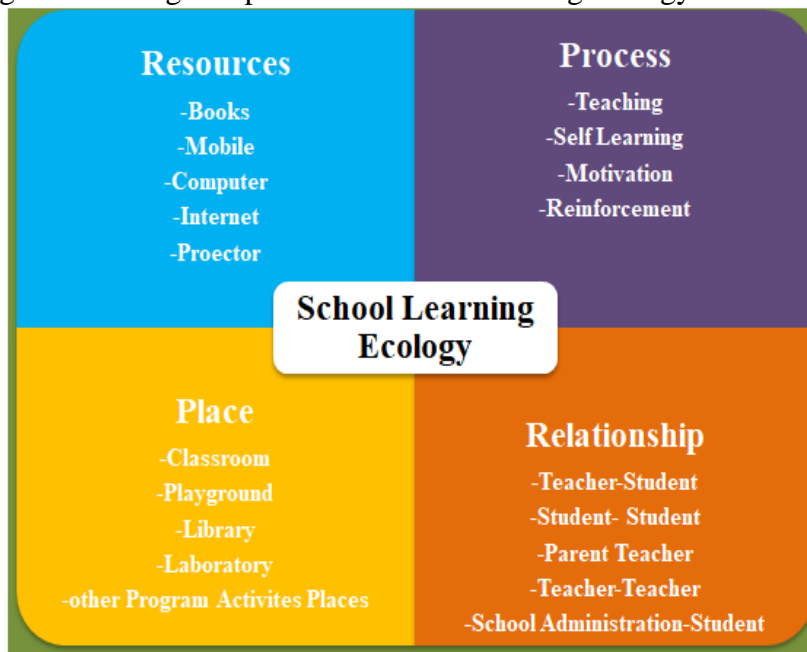 Resources
-Books
-Mobile
-Computer
-Internet
-Proector
Process
-Teaching
-Self Learning
-Motivation
-Reinforcement
School Learning
Ecology
Place
-Classroom
-Playground
-Library
-Laboratory
-other Program Activites Places
Relationship
-Teacher-Student
-Student- Student
-Parent Teacher
-Teacher-Teacher
-School Administration-Student